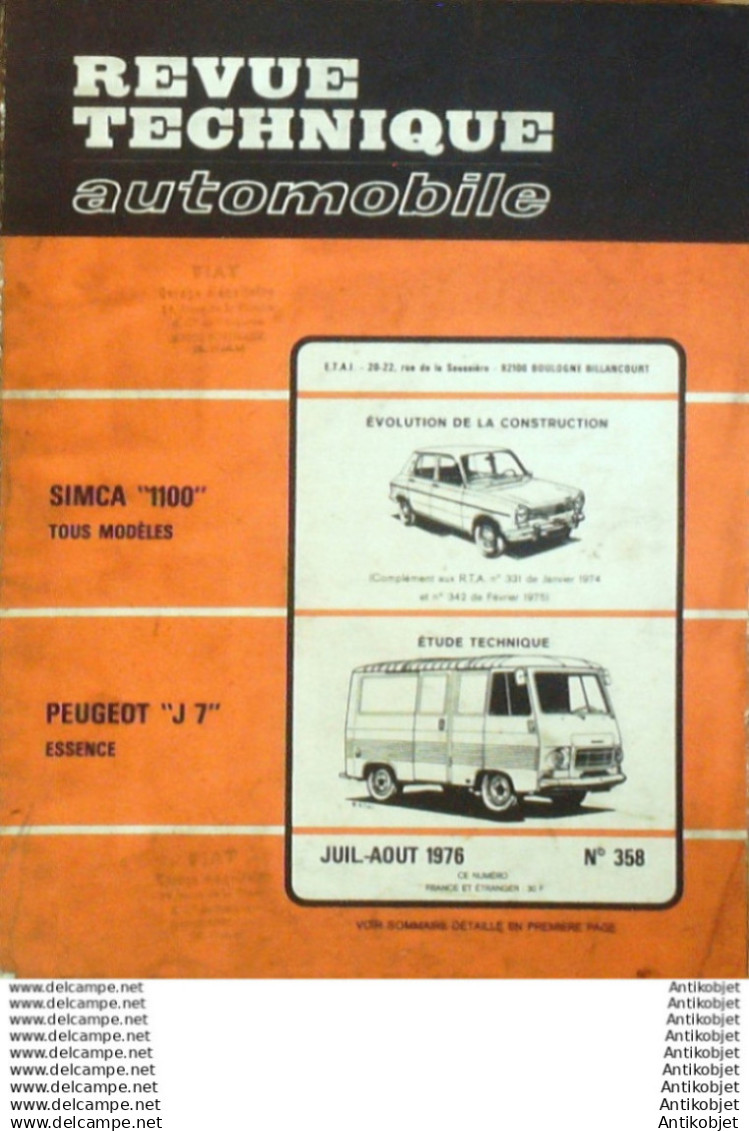 REVUE
TECHNIQUE
automobile
FIAT
E.T.A.I. - 20-22, rue de la Saussière - 92100 BOULOGNE BILLANCOURT
ÉVOLUTION DE LA CONSTRUCTION
SIMCA "1100"
TOUS MODÈLES
(Complément aux R.T.A. n° 331 de Janvier 1974
et n° 342 de Février 1975)
ÉTUDE TECHNIQUE
PEUGEOT "J 7"
ESSENCE
JUIL.-AOUT 1976 N° 358
CE NUMÉRO
FRANCE ET ÉTRANGER : 30 F
FIAT
VOIR SOMMAIRE DÉTAILLÉ EN PREMIÈRE PAGE
www.delcampe.net Antikobjet
www.delcampe.net Antikobjet
www.delcampe.net Antikobjet
www.delcampe.net Antikobjet
www.delcampe.net Antikobjet
www.delcampe.net Antikobjet
www.delcampe.net Antikobjet
www.delcampe.net Antikobjet
www.delcampe.net Antikobjet